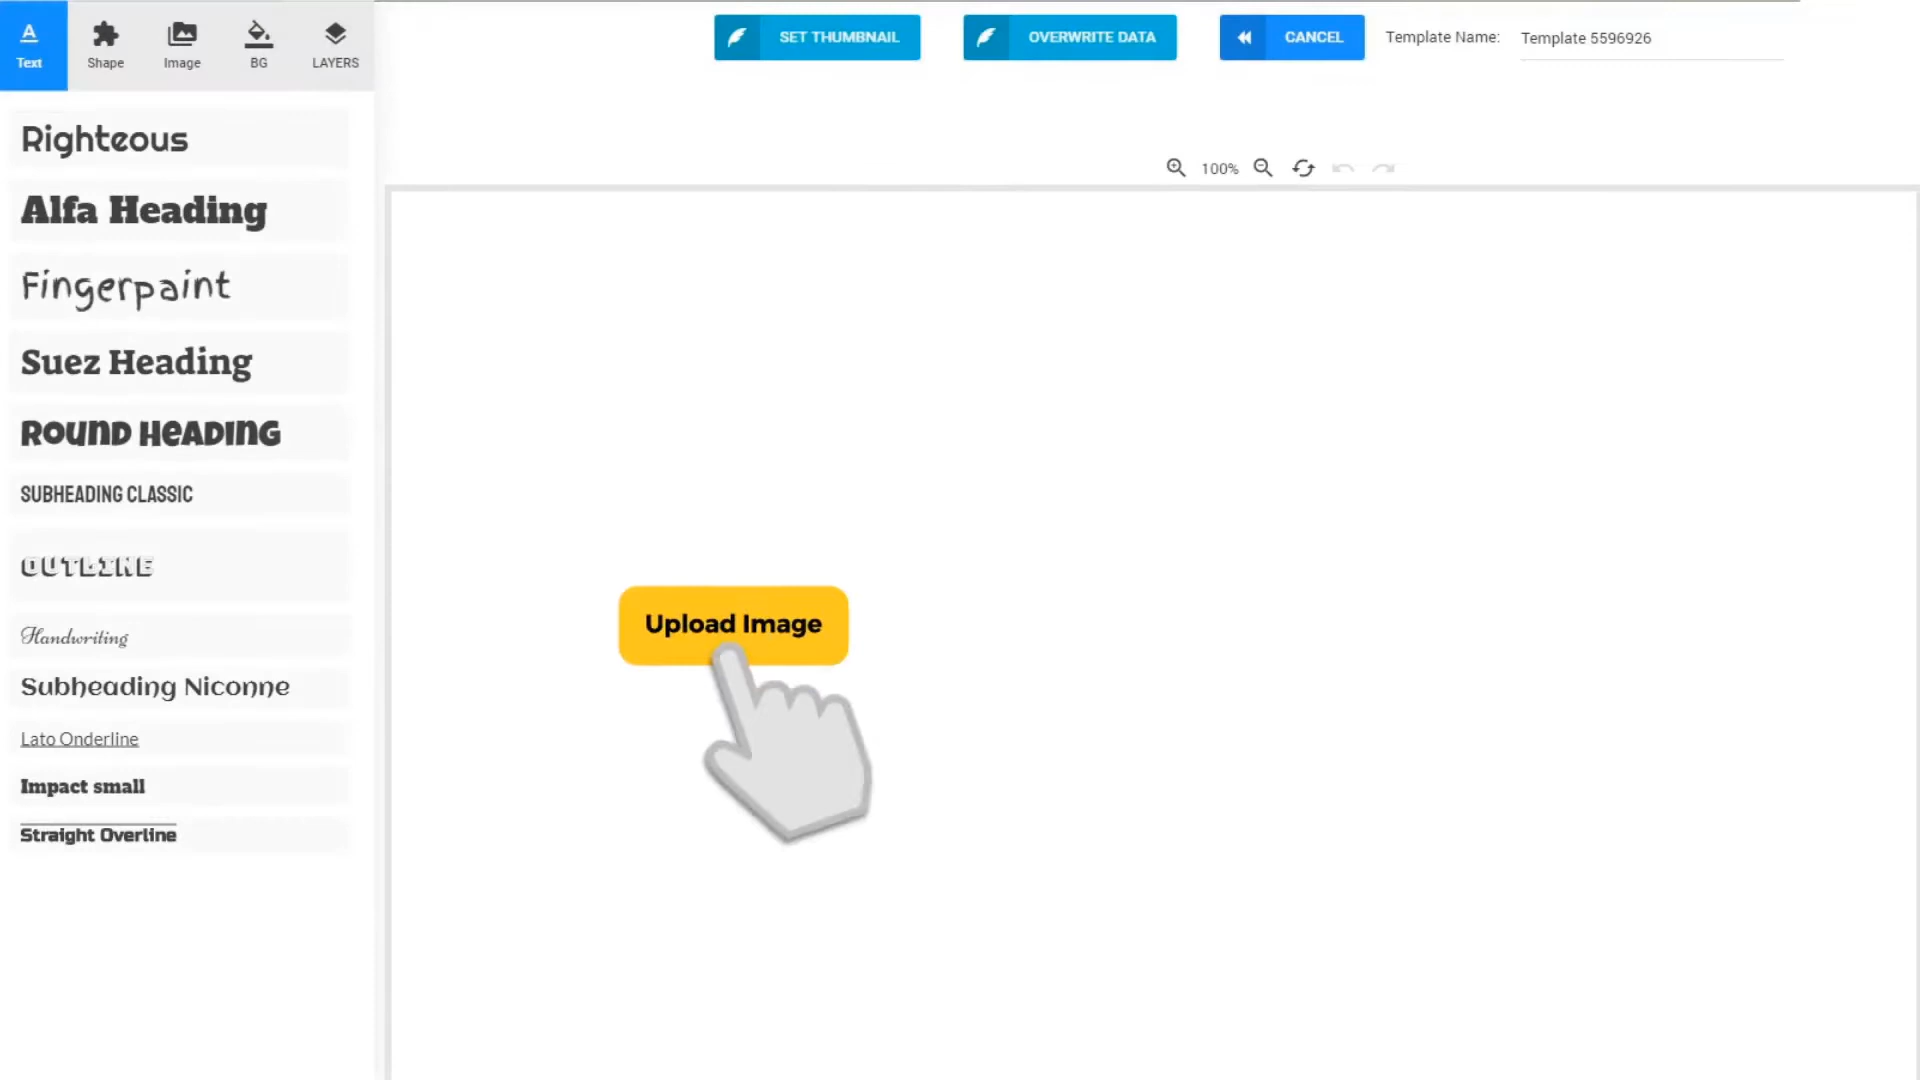 Text
Shape
Image
BG
LAYERS
SET THUMBNAIL
OVERWRITE DATA
CANCEL
Template Name:
Template 5596926
100%
Righteous
Alfa Heading
Fingerpaint
Suez Heading
Round Heading
SUBHEADING CLASSIC
OUTLINE
Handwriting
Subheading Niconne
Lato Onderline
Impact small
Straight Overline
Upload Image